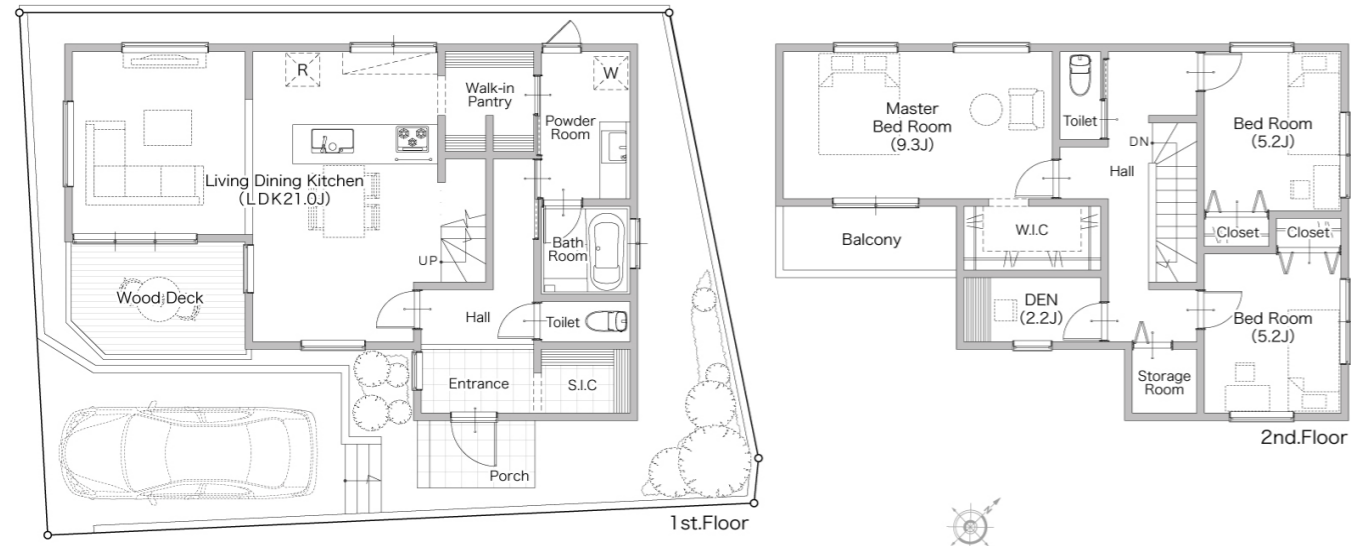 R
Walk-in
Pantry
W
Powder
Room
Living Dining Kitchen
(LDK21.0J)
Bath
Room
UP
Wood Deck
Hall
Toilet
Entrance
S.I.C
Porch
1st.Floor
Master
Bed Room
(9.3J)
Toilet
DN
Hall
Bed Room
(5.2J)
Balcony
W.I.C
Closet
Closet
DEN
(2.2J)
Bed Room
(5.2J)
Storage
Room
2nd.Floor
N